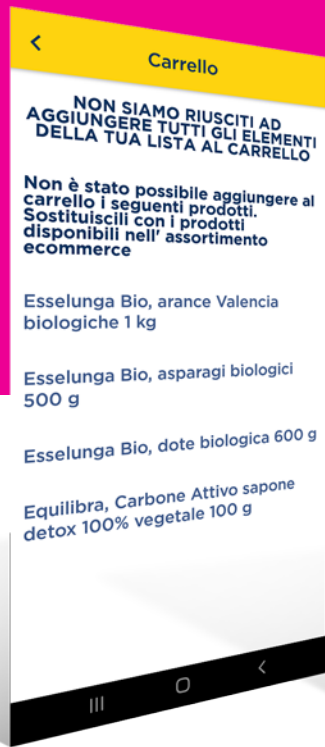 Carrello
NON SIAMO RIUSCITI AD
AGGIUNGERE TUTTI GLI ELEMENTI
DELLA TUA LISTA AL CARRELLO
Non è stato possibile aggiungere al
carrello i seguenti prodotti.
Sostituiscili con i prodotti
disponibili nell' assortimento
ecommerce
Esselunga Bio, arance Valencia
biologiche 1 kg
Esselunga Bio, asparagi biologici
500 g
Esselunga Bio, dote biologica 600 g
Equilibra, Carbone Attivo sapone
detox 100% vegetale 100 g